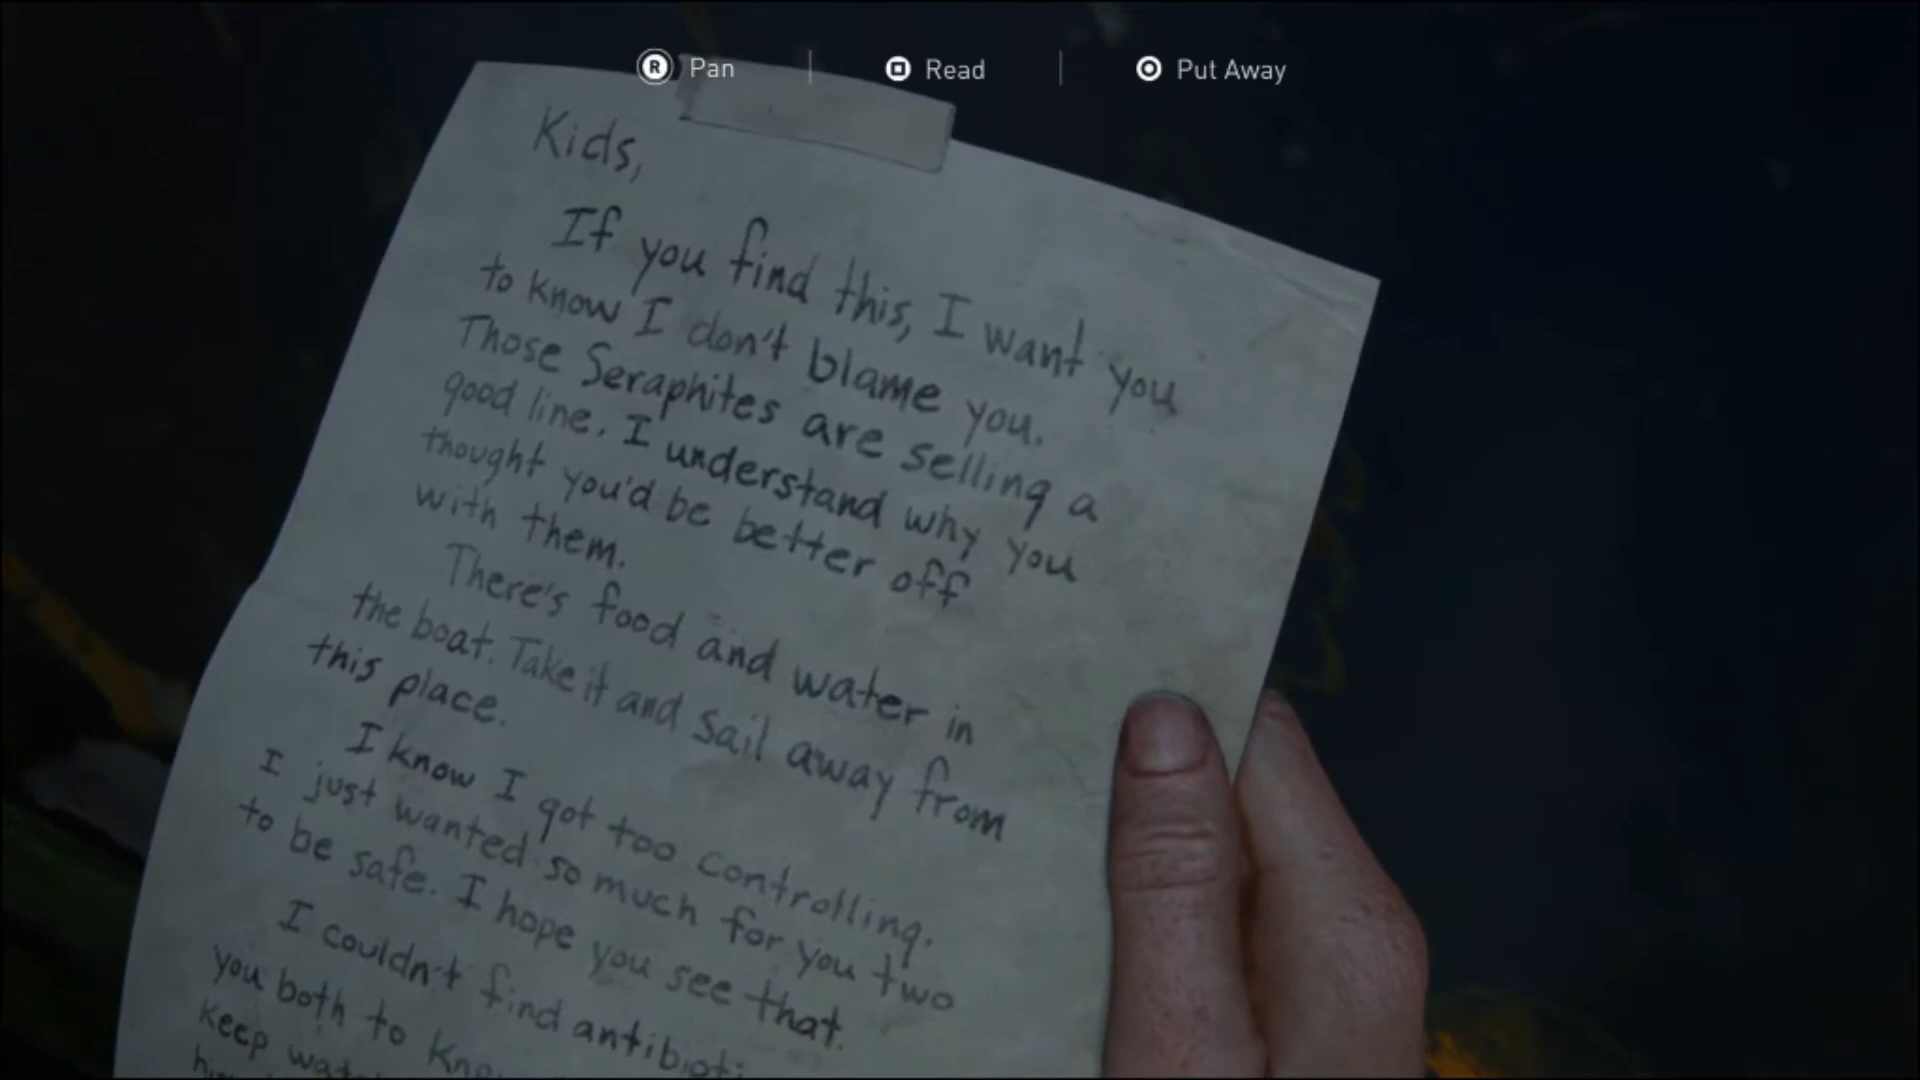 R Pan Read Put Away
Kids,
If you find this, I want you
to know I don't blame you.
Those Seraphites are selling a
good line. I understand why you
thought you'd be better off
with them.
There's food and water in
the boat. Take it and sail away from
this place.
I know I got too controlling.
I just wanted so much for you two
to be safe. I hope you see that.
I couldn't find antibioti
you both to kno
Keep wat